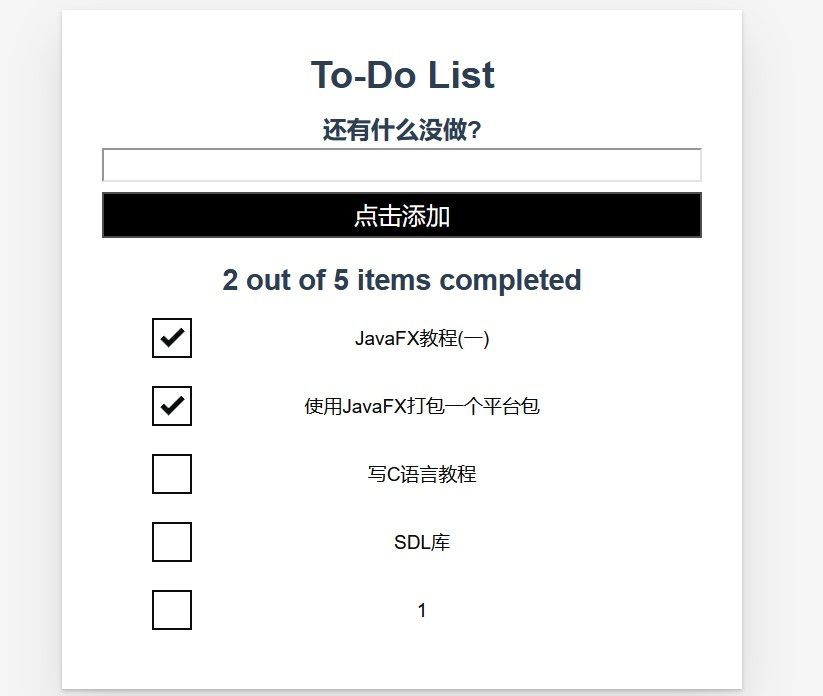 To-Do List
还有什么没做?
点击添加
2 out of 5 items completed
JavaFX教程(一)
使用JavaFX打包一个平台包
写C语言教程
SDL库
1